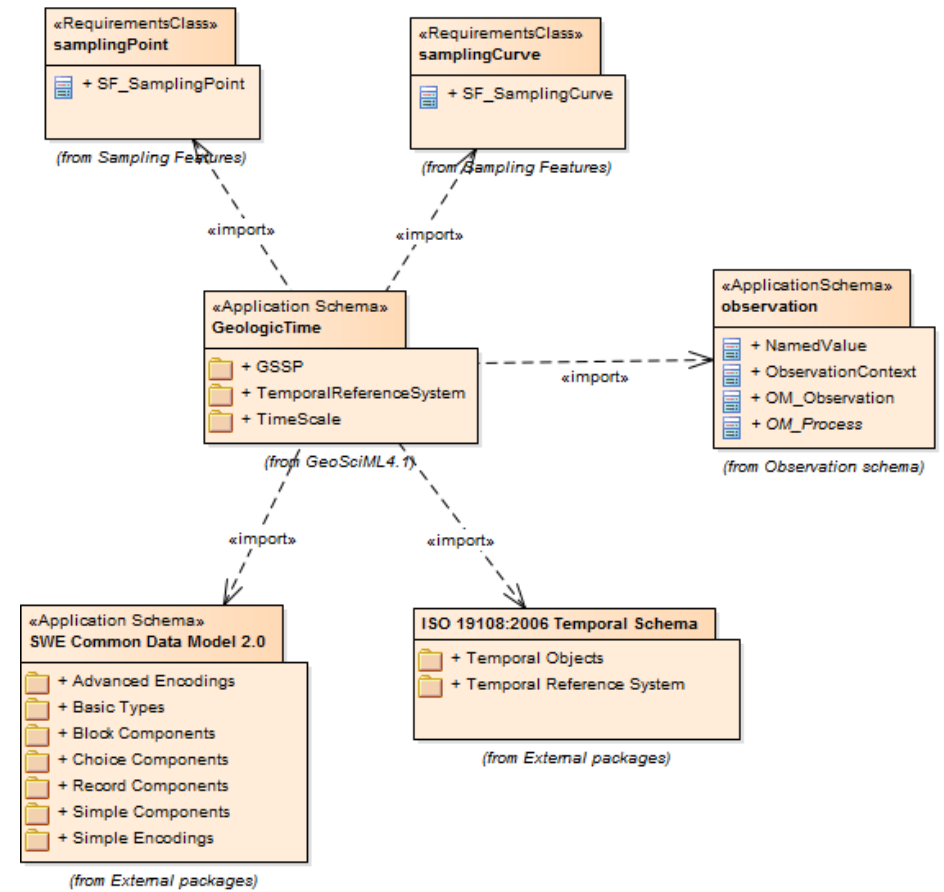 «RequirementsClass»
samplingPoint
+ SF_SamplingPoint
(from Sampling Features)
«RequirementsClass»
samplingCurve
+ SF_SamplingCurve
(from Sampling Features)
«import»
«import»
«Application Schema»
GeologicTime
+ GSSP
+ TemporalReferenceSystem
+ TimeScale
(from GeoSciML4.1)
«import»
«ApplicationSchema»
observation
+ NamedValue
+ ObservationContext
+ OM_Observation
+ OM_Process
(from Observation schema)
«import»
«import»
«Application Schema»
SWE Common Data Model 2.0
+ Advanced Encodings
+ Basic Types
+ Block Components
+ Choice Components
+ Record Components
+ Simple Components
+ Simple Encodings
(from External packages)
ISO 19108:2006 Temporal Schema
+ Temporal Objects
+ Temporal Reference System
(from External packages)